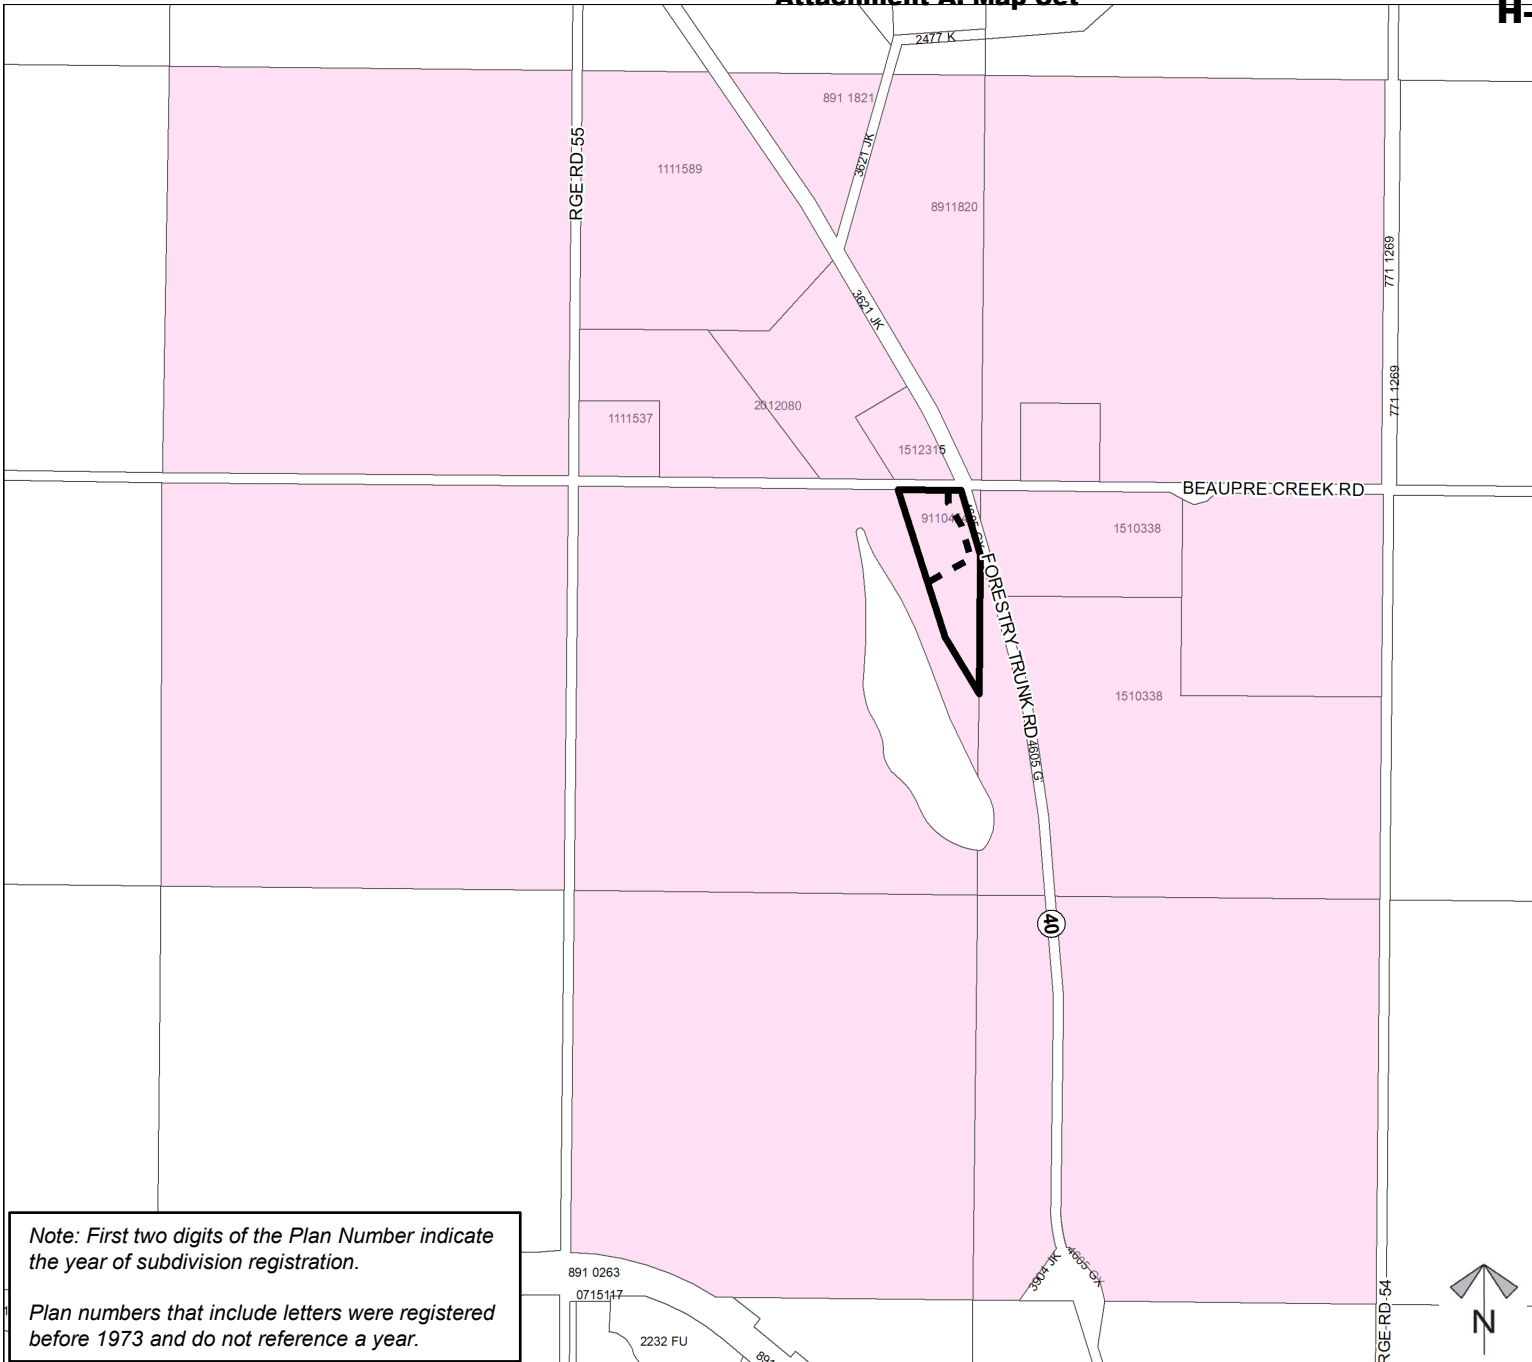 2477 K
891 1821
3621 JK
RGE RD 55
1111589
8911820
771 1269
3621 JK
771 1269
2012080
1111537
1512315
BEAUPRE CREEK RD
1510338
FORESTRY TRUNK RD
1510338
4605 G
40
3904 JK
4605 GX
Note: First two digits of the Plan Number indicate
the year of subdivision registration.
Plan numbers that include letters were registered
before 1973 and do not reference a year.
891 0263
0715117
2232 FU
RGE RD 54
N